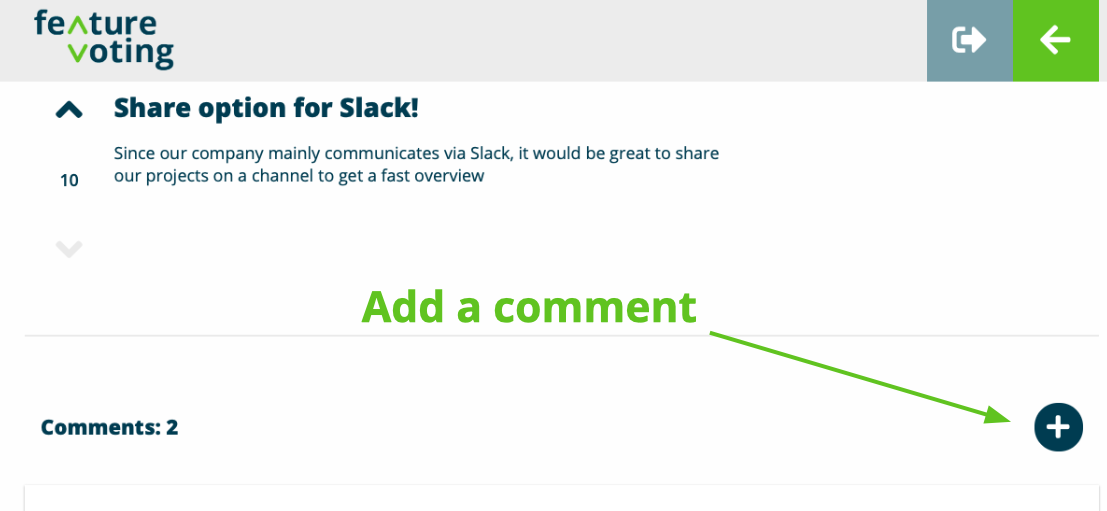 feature
voting
Share option for Slack!
Since our company mainly communicates via Slack, it would be great to share
our projects on a channel to get a fast overview
10
Add a comment
Comments: 2